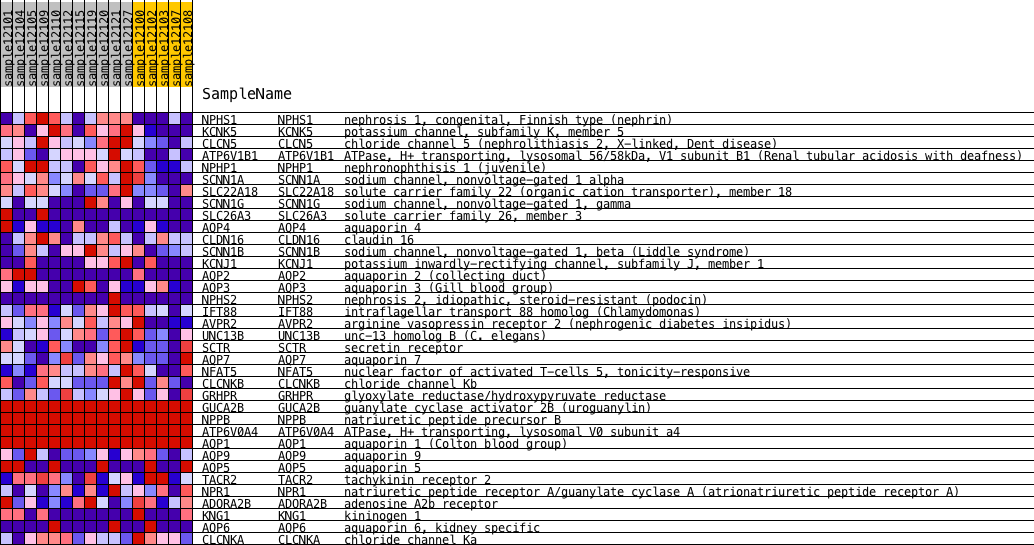 sample12101
sample12104
sample12105
sample12109
sample12110
sample12112
sample12115
sample12119
sample12120
sample12121
sample12127
sample12100
sample12102
sample12103
sample12107
sample12108
SampleName
NPHS1 NPHS1 nephrosis 1, congenital, Finnish type (nephrin)
KCNK5 KCNK5 potassium channel, subfamily K, member 5
CLCN5 CLCN5 chloride channel 5 (nephrolithiasis 2, X-linked, Dent disease)
ATP6V1B1 ATP6V1B1 ATPase, H+ transporting, lysosomal 56/58kDa, V1 subunit B1 (Renal tubular acidosis with deafness)
NPHP1 NPHP1 nephronophthisis 1 (juvenile)
SCNN1A SCNN1A sodium channel, nonvoltage-gated 1 alpha
SLC22A18 SLC22A18 solute carrier family 22 (organic cation transporter), member 18
SCNN1G SCNN1G sodium channel, nonvoltage-gated 1, gamma
SLC26A3 SLC26A3 solute carrier family 26, member 3
AQP4 AQP4 aquaporin 4
CLDN16 CLDN16 claudin 16
SCNN1B SCNN1B sodium channel, nonvoltage-gated 1, beta (Liddle syndrome)
KCNJ1 KCNJ1 potassium inwardly-rectifying channel, subfamily J, member 1
AQP2 AQP2 aquaporin 2 (collecting duct)
AQP3 AQP3 aquaporin 3 (Gill blood group)
NPHS2 NPHS2 nephrosis 2, idiopathic, steroid-resistant (podocin)
IFT88 IFT88 intraflagellar transport 88 homolog (Chlamydomonas)
AVPR2 AVPR2 arginine vasopressin receptor 2 (nephrogenic diabetes insipidus)
UNC13B UNC13B unc-13 homolog B (C. elegans)
SCTR SCTR secretin receptor
AQP7 AQP7 aquaporin 7
NFAT5 NFAT5 nuclear factor of activated T-cells 5, tonicity-responsive
CLCNKB CLCNKB chloride channel Kb
GRHPR GRHPR glyoxylate reductase/hydroxypyruvate reductase
GUCA2B GUCA2B guanylate cyclase activator 2B (uroguanylin)
NPPB NPPB natriuretic peptide precursor B
ATP6V0A4 ATP6V0A4 ATPase, H+ transporting, lysosomal V0 subunit a4
AQP1 AQP1 aquaporin 1 (Colton blood group)
AQP9 AQP9 aquaporin 9
AQP5 AQP5 aquaporin 5
TACR2 TACR2 tachykinin receptor 2
NPR1 NPR1 natriuretic peptide receptor A/guanylate cyclase A (atrionatriuretic peptide receptor A)
ADORA2B ADORA2B adenosine A2b receptor
KNG1 KNG1 kininogen 1
AQP6 AQP6 aquaporin 6, kidney specific
CLCNKA CLCNKA chloride channel Ka